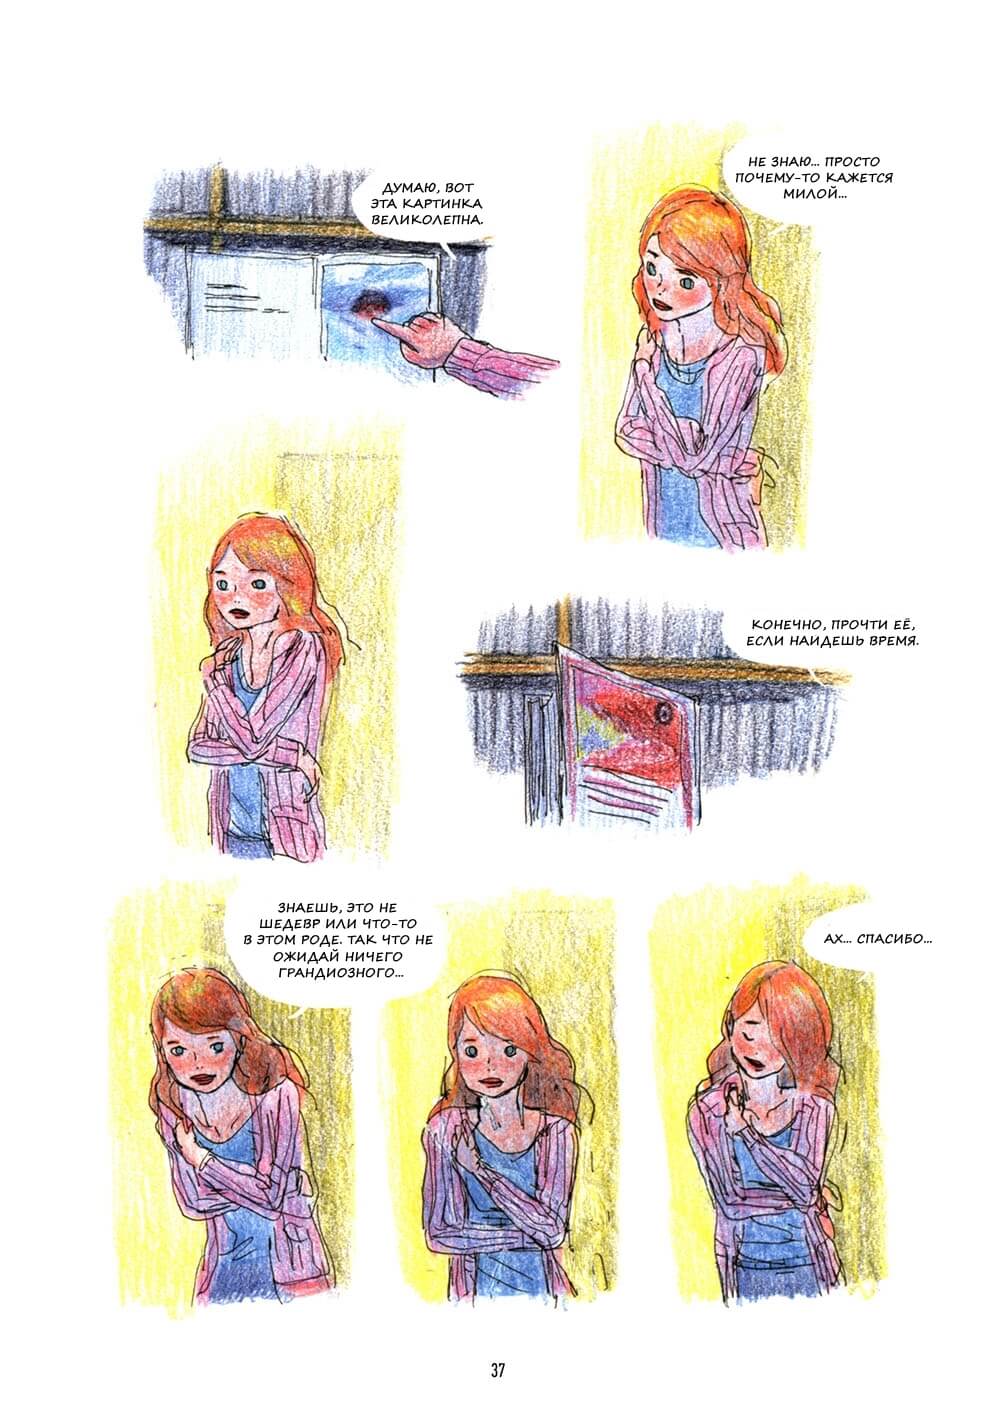 ДУМАЮ, ВОТ
ЭТА КАРТИНКА
ВЕЛИКОЛЕПНА.
НЕ ЗНАЮ... ПРОСТО
ПОЧЕМУ-ТО КАЖЕТСЯ
МИЛОЙ...
КОНЕЧНО, ПРОЧТИ ЕЁ,
ЕСЛИ НАЙДЕШЬ ВРЕМЯ.
ЗНАЕШЬ, ЭТО НЕ
ШЕДЕВР ИЛИ ЧТО-ТО
В ЭТОМ РОДЕ. ТАК ЧТО НЕ
ОЖИДАЙ НИЧЕГО
ГРАНДИОЗНОГО...
АХ... СПАСИБО...
37